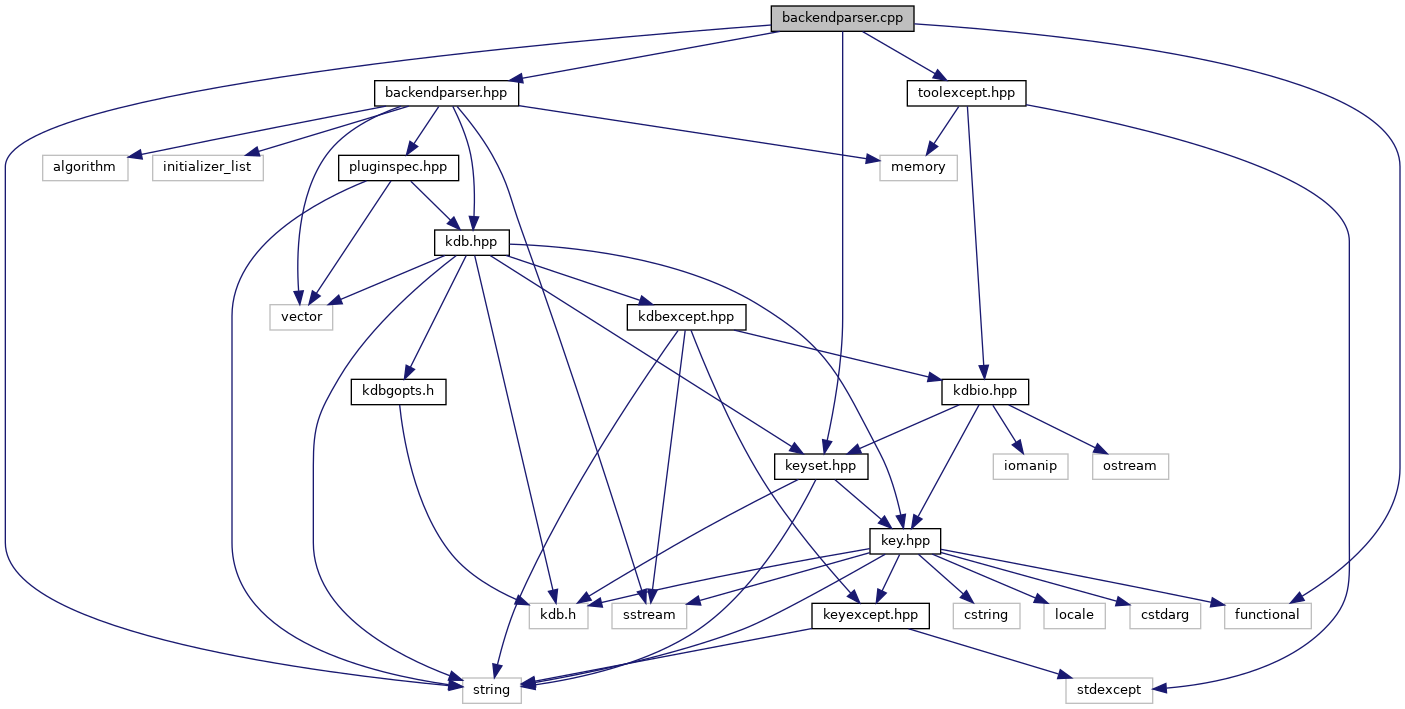 backendparser.cpp
backendparser.hpp
toolexcept.hpp
algorithm
initializer_list
pluginspec.hpp
memory
kdb.hpp
vector
kdbexcept.hpp
kdbgopts.h
kdbio.hpp
keyset.hpp
iomanip
ostream
key.hpp
kdb.h
sstream
keyexcept.hpp
cstring
locale
cstdarg
functional
string
stdexcept